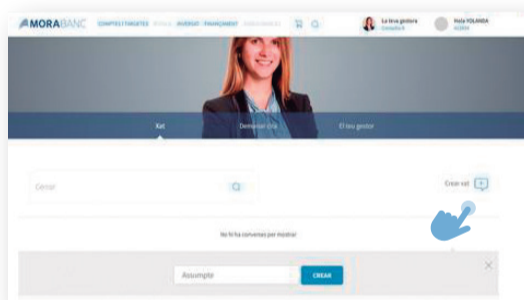 MORABANC COMPTES I TARGETES INVERSIÓ FINANÇAMENT
La teva gestora
Hola YOLANDA
Xat Demanar cita El teu gestor
Cercar
Crear xat
No hi ha converses per mostrar
Assumpte CREAR